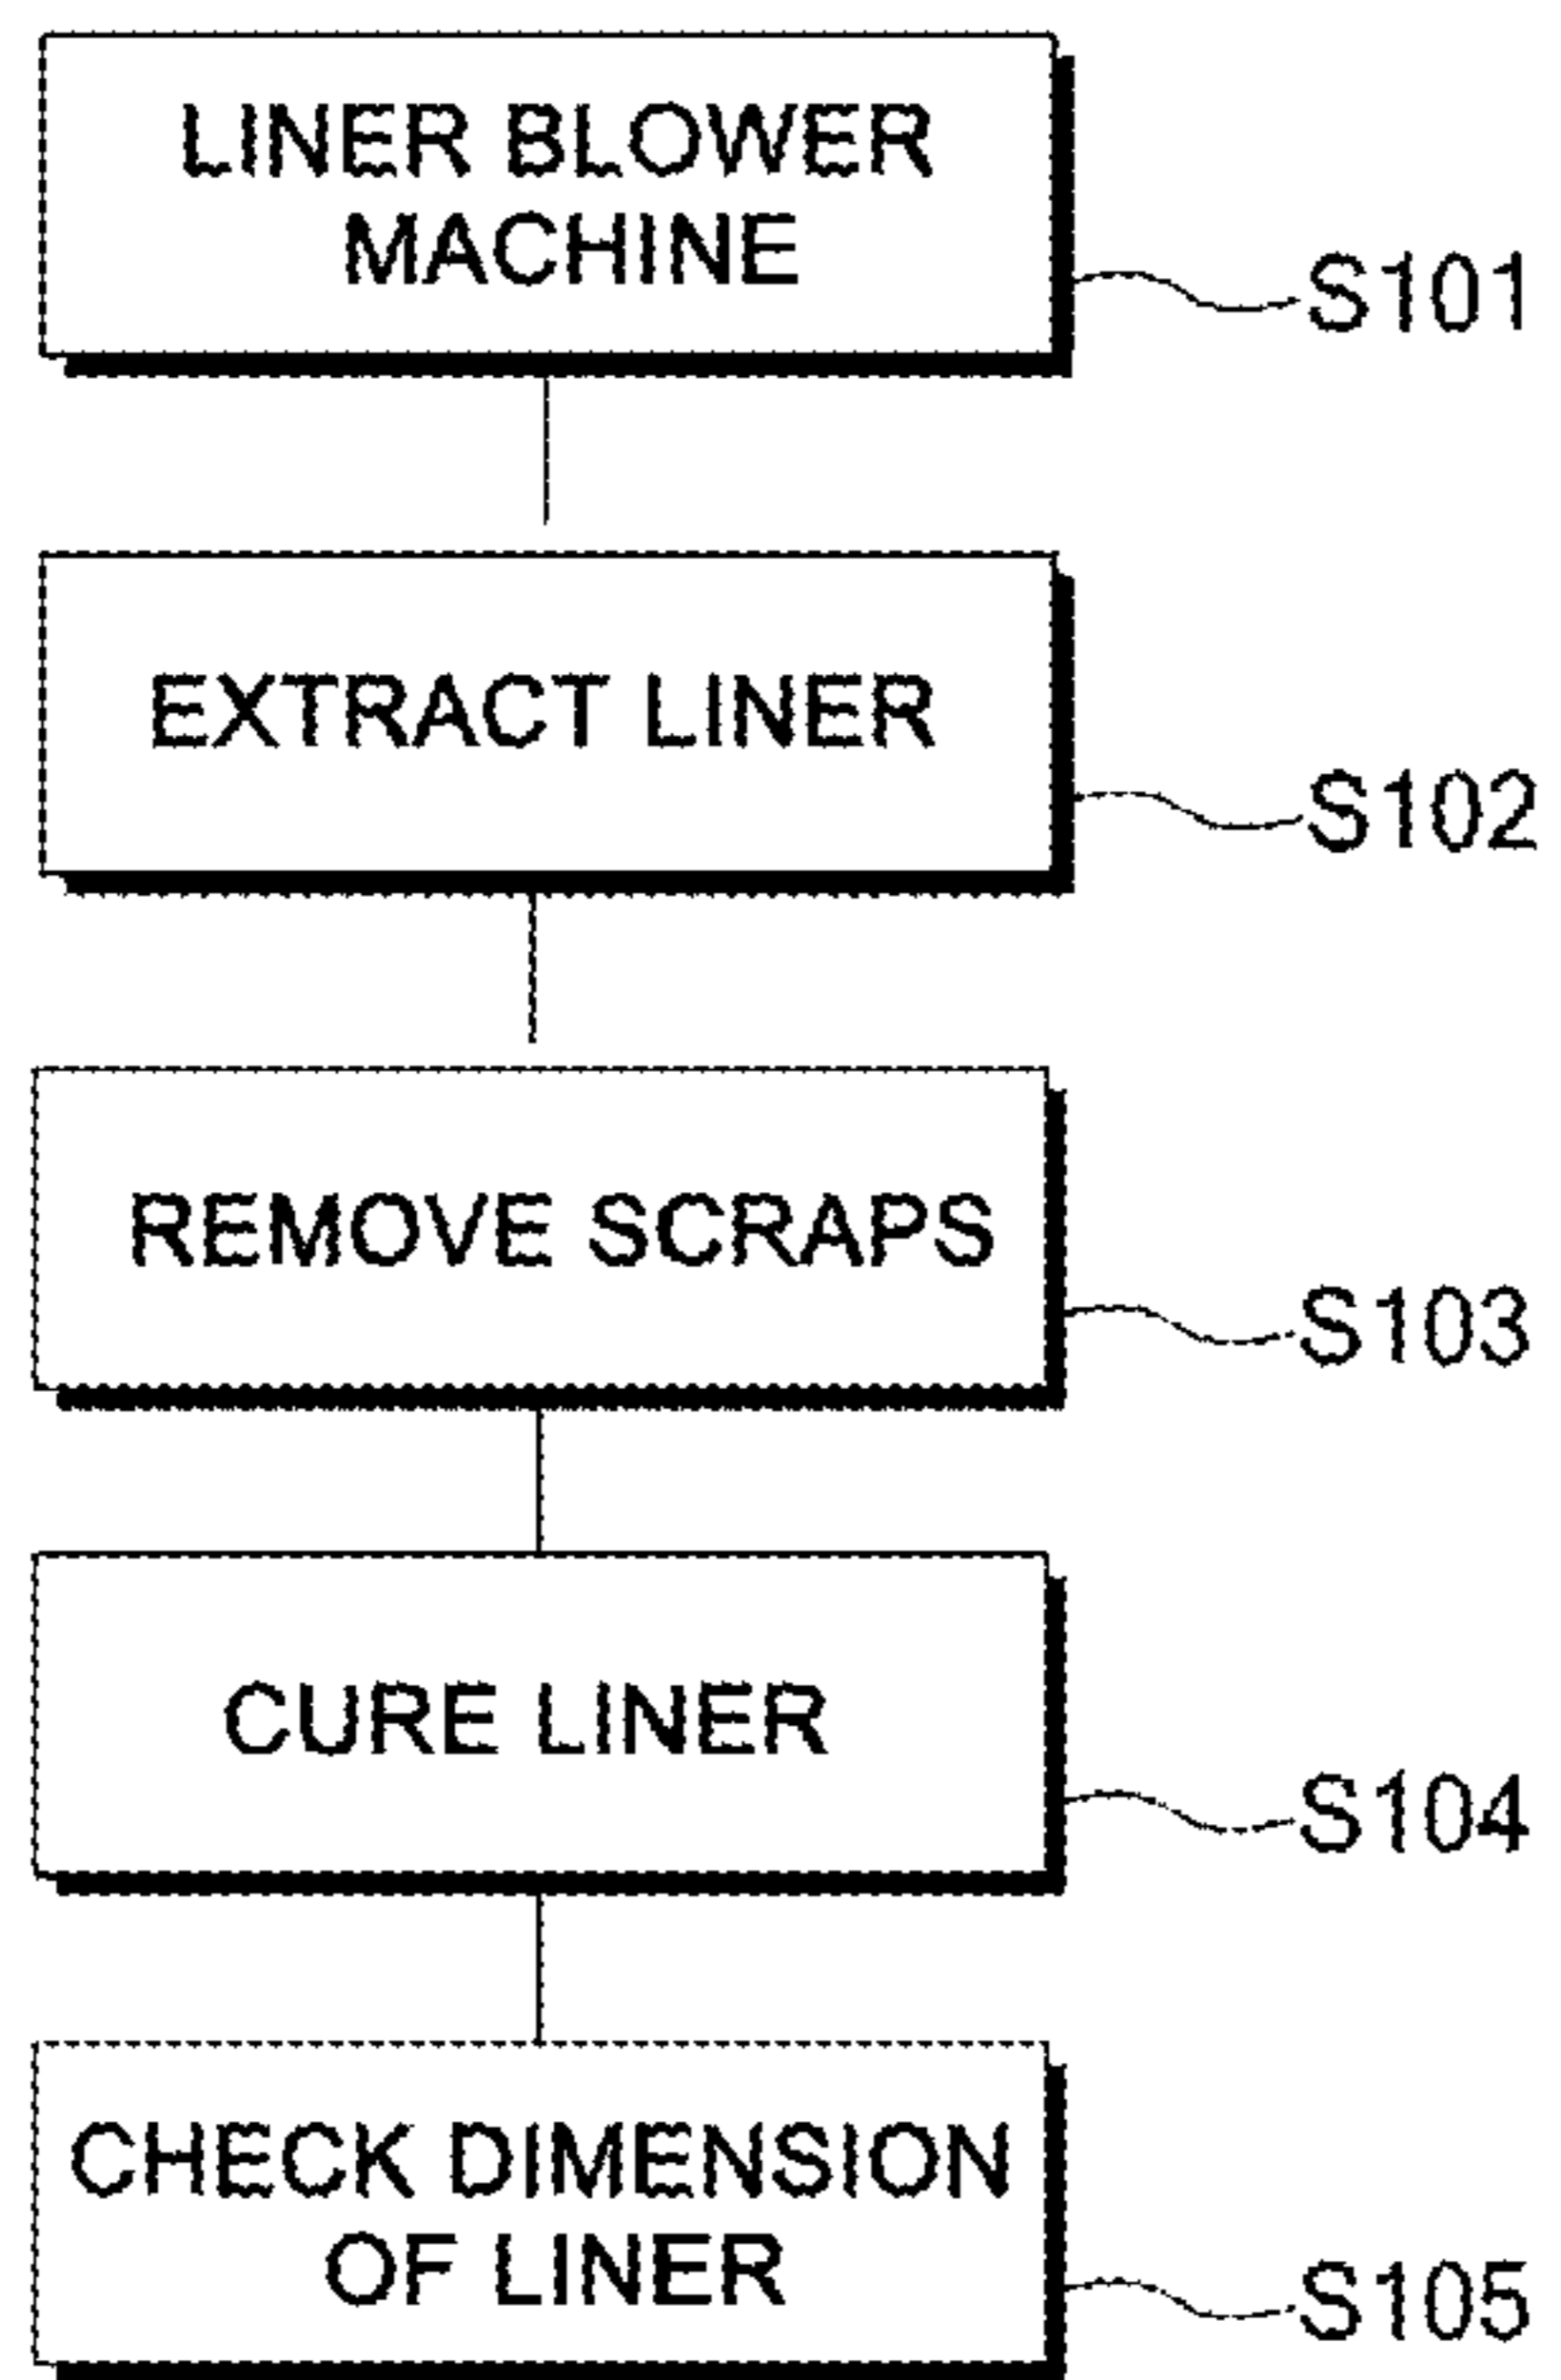 LINER BLOWER
MACHINE
S101
EXTRACT LINER
S102
REMOVE SCRAPS
S103
CURE LINER
S104
CHECK DIMENSION
OF LINER
S105